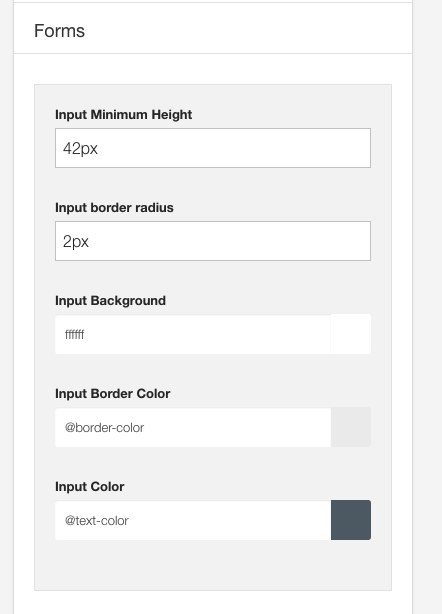 Forms
Input Minimum Height
42px
Input border radius
2px
Input Background
ffffff
Input Border Color
@border-color
Input Color
@text-color